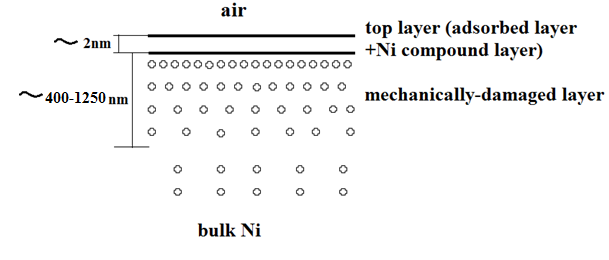 air
top layer (adsorbed layer
+Ni compound layer)
~ 2nm
~ 400-1250 nm
mechanically-damaged layer
bulk Ni